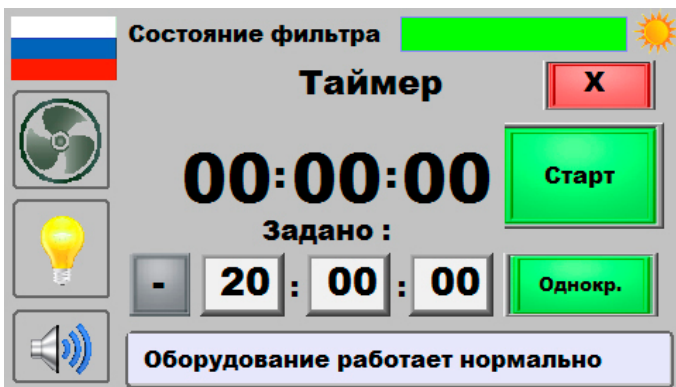 Состояние фильтра
Таймер
X
00:00:00
Старт
Задано :
- 20 : 00 : 00
Однокр.
Оборудование работает нормально